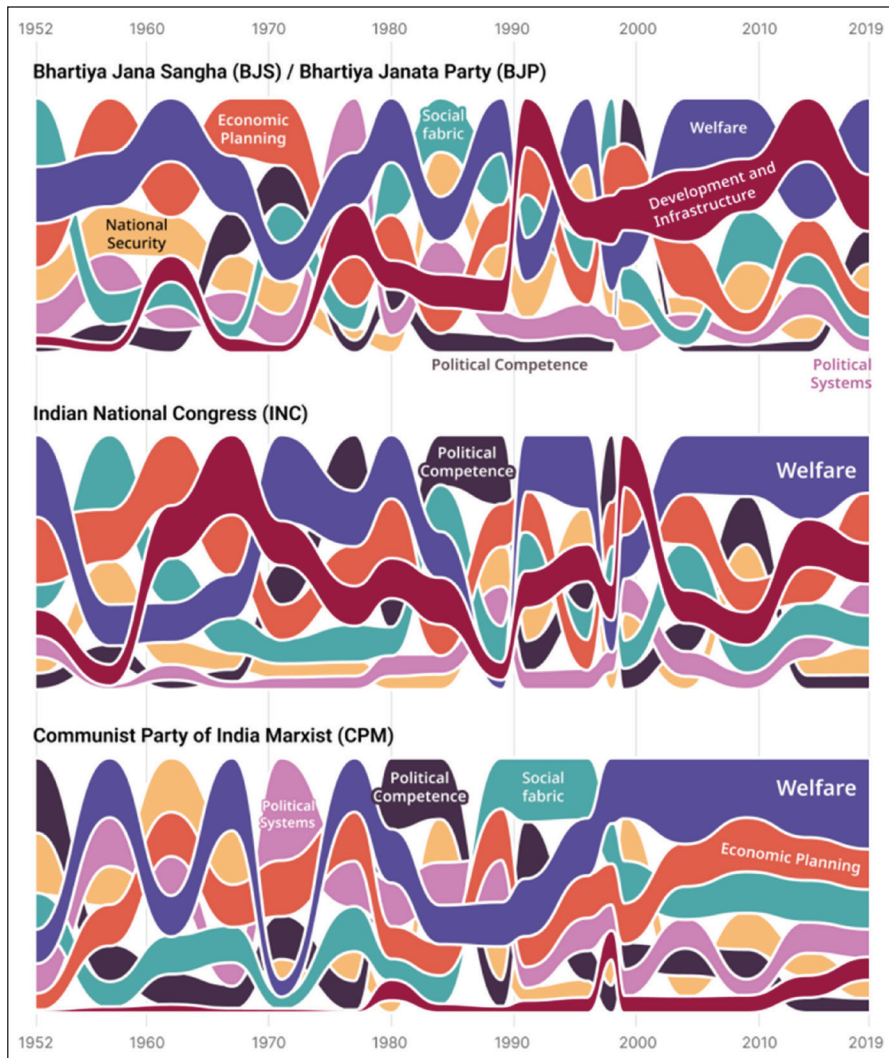 1952 1960 1970 1980 1990 2000 2010 2019
Bhartiya Jana Sangha (BJS) / Bhartiya Janata Party (BJP)
Economic
Planning
Social
fabric
Welfare
Development and
Infrastructure
National
Security
Political Competence
Political
Systems
Indian National Congress (INC)
Political
Competence
Welfare
Communist Party of India Marxist (CPM)
Political
Systems
Political
Competence
Social
fabric
Welfare
Economic Planning
1952 1960 1970 1980 1990 2000 2010 2019